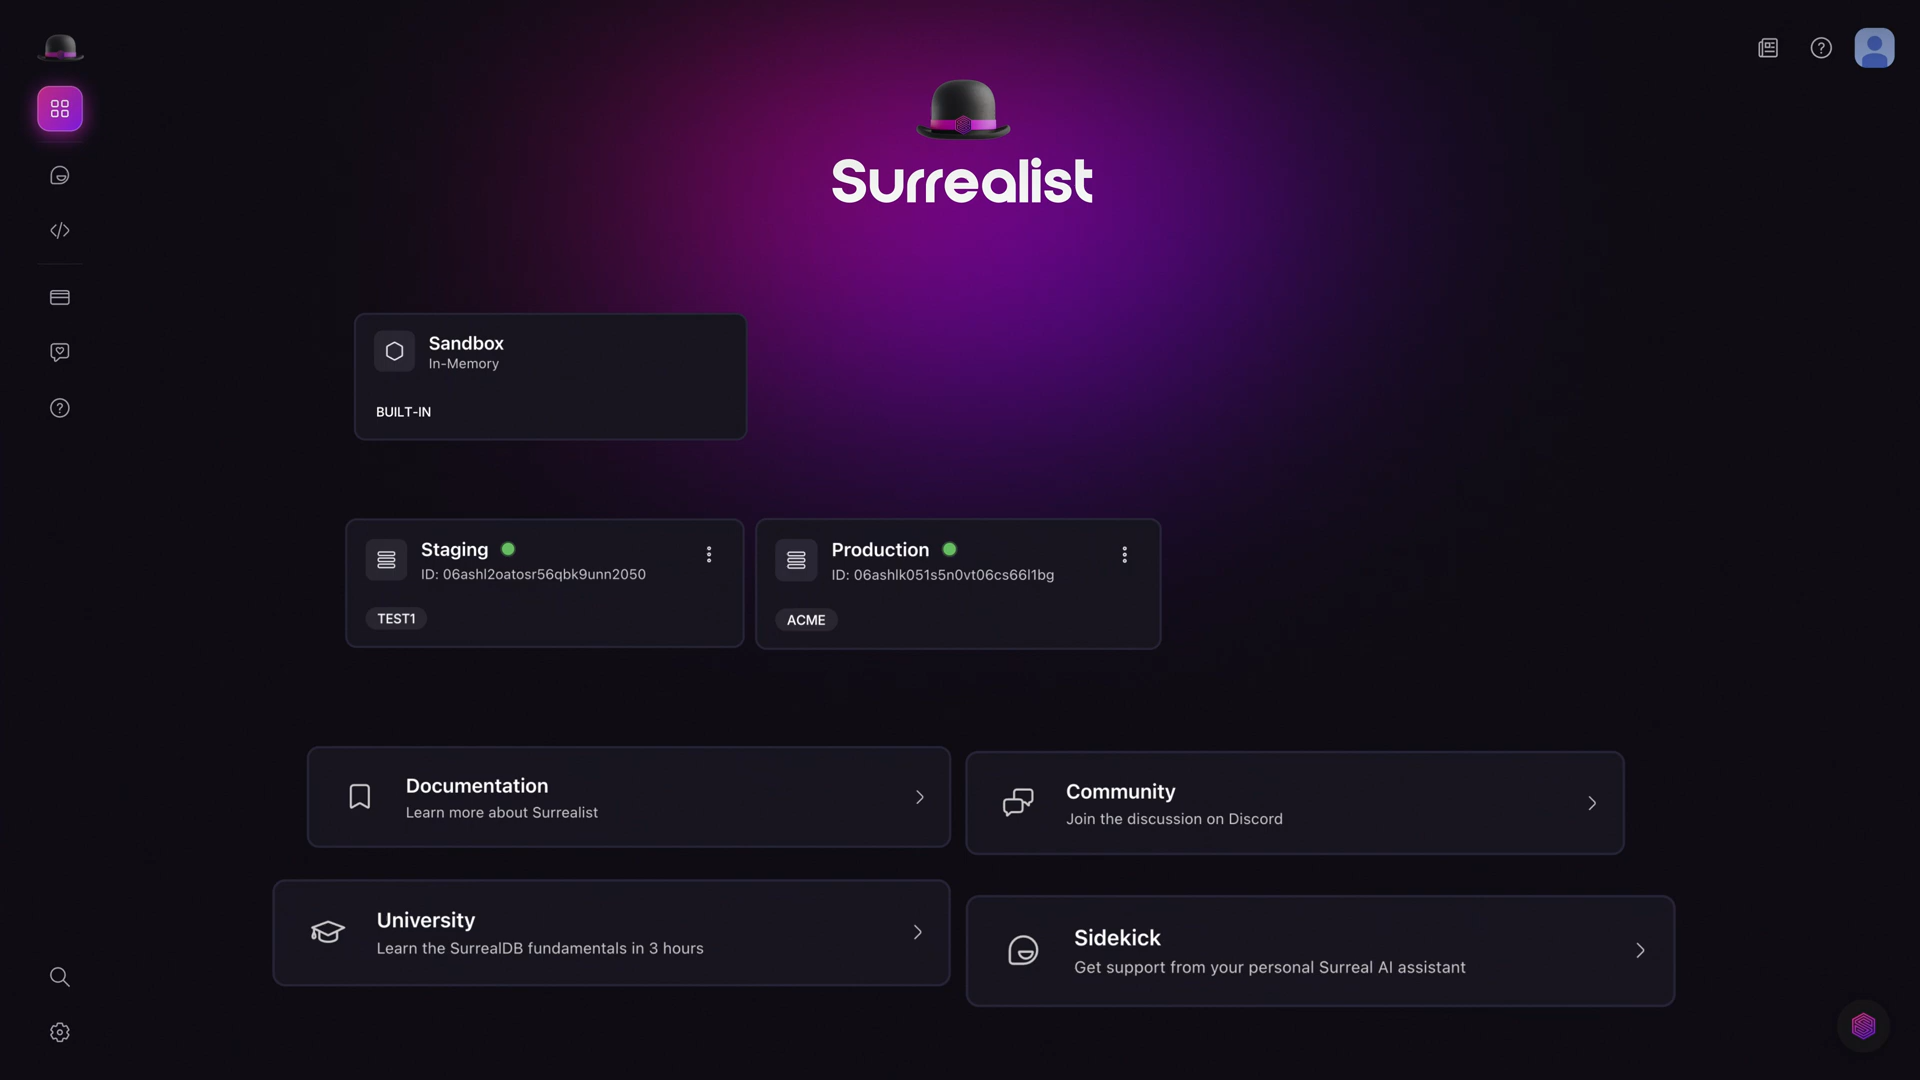 Surrealist
Sandbox
In-Memory
BUILT-IN
Staging
ID: 06ashl2oatosr56qbk9unn2050
TEST1
Production
ID: 06ashlk051s5n0vt06cs66l1bg
ACME
Documentation
Learn more about Surrealist
Community
Join the discussion on Discord
University
Learn the SurrealDB fundamentals in 3 hours
Sidekick
Get support from your personal Surreal AI assistant